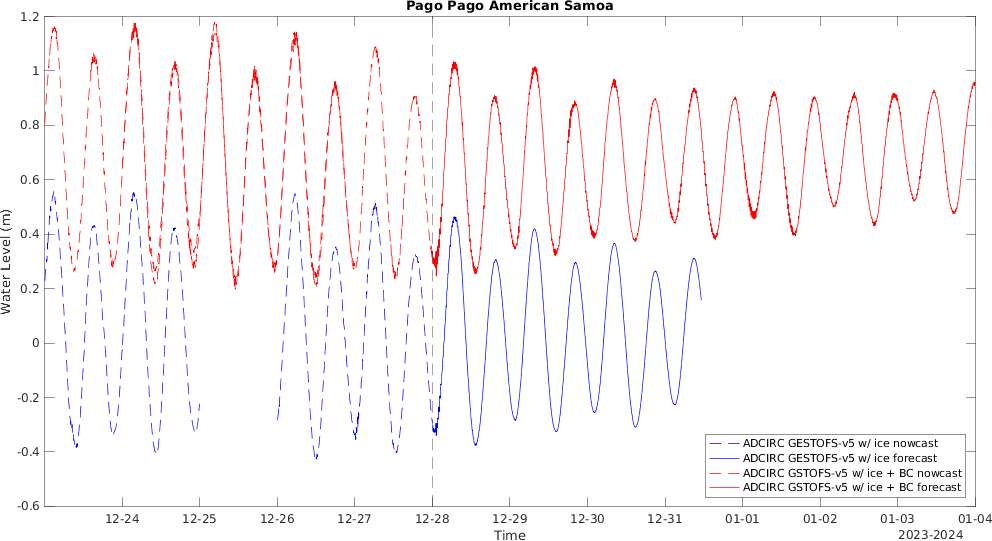 Pago Pago American Samoa
1.2
1
0.8
0.6
0.4
0.2
0
-0.2
-0.4
-0.6
Water Level (m)
ADCIRC GESTOFS-v5 w/ ice nowcast
ADCIRC GESTOFS-v5 w/ ice forecast
ADCIRC GSTOFS-v5 w/ ice + BC nowcast
ADCIRC GSTOFS-v5 w/ ice + BC forecast
12-24 12-25 12-26 12-27 12-28 12-29 12-30 12-31 01-01 01-02 01-03 01-04
Time
2023-2024